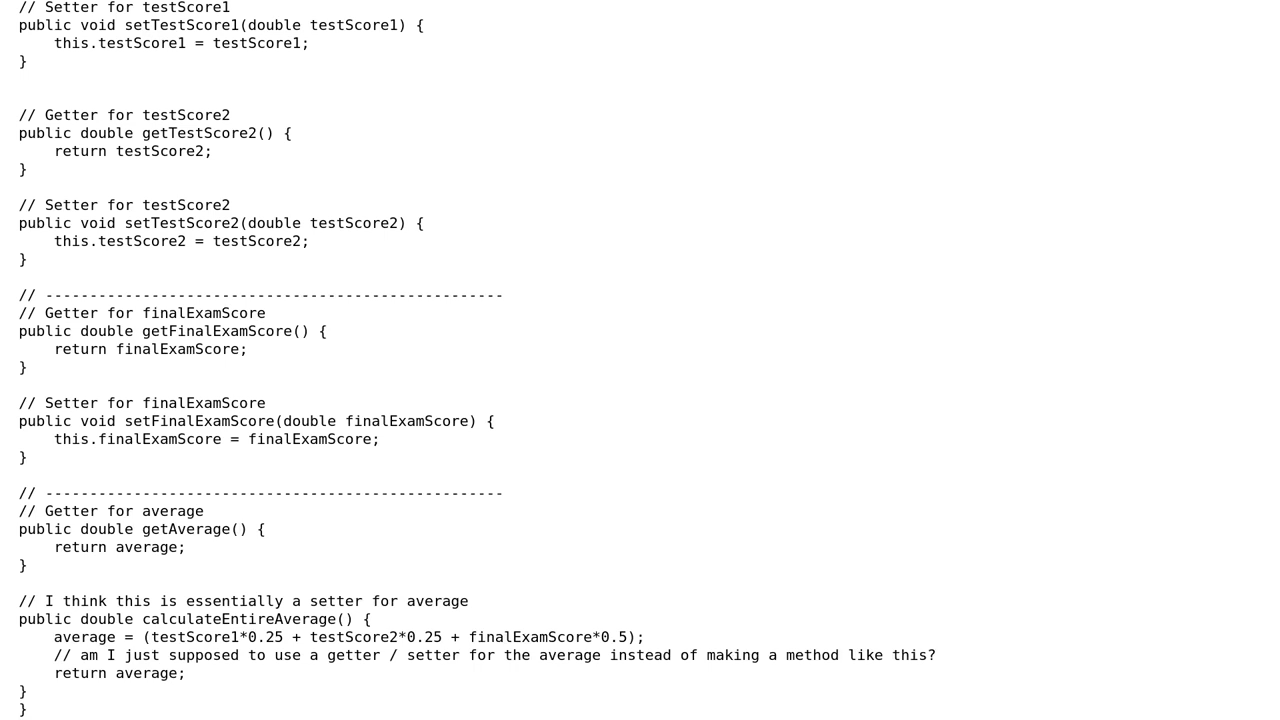 // Setter for testScore1
public void setTestScore1(double testScore1) {
    this.testScore1 = testScore1;
}
// Getter for testScore2
public double getTestScore2() {
    return testScore2;
}
// Setter for testScore2
public void setTestScore2(double testScore2) {
    this.testScore2 = testScore2;
}
// ----------------------------------------------------
// Getter for finalExamScore
public double getFinalExamScore() {
    return finalExamScore;
}
// Setter for finalExamScore
public void setFinalExamScore(double finalExamScore) {
    this.finalExamScore = finalExamScore;
}
// ----------------------------------------------------
// Getter for average
public double getAverage() {
    return average;
}
// I think this is essentially a setter for average
public double calculateEntireAverage() {
    average = (testScore1*0.25 + testScore2*0.25 + finalExamScore*0.5);
    // am I just supposed to use a getter / setter for the average instead of making a method like this?
    return average;
}
}